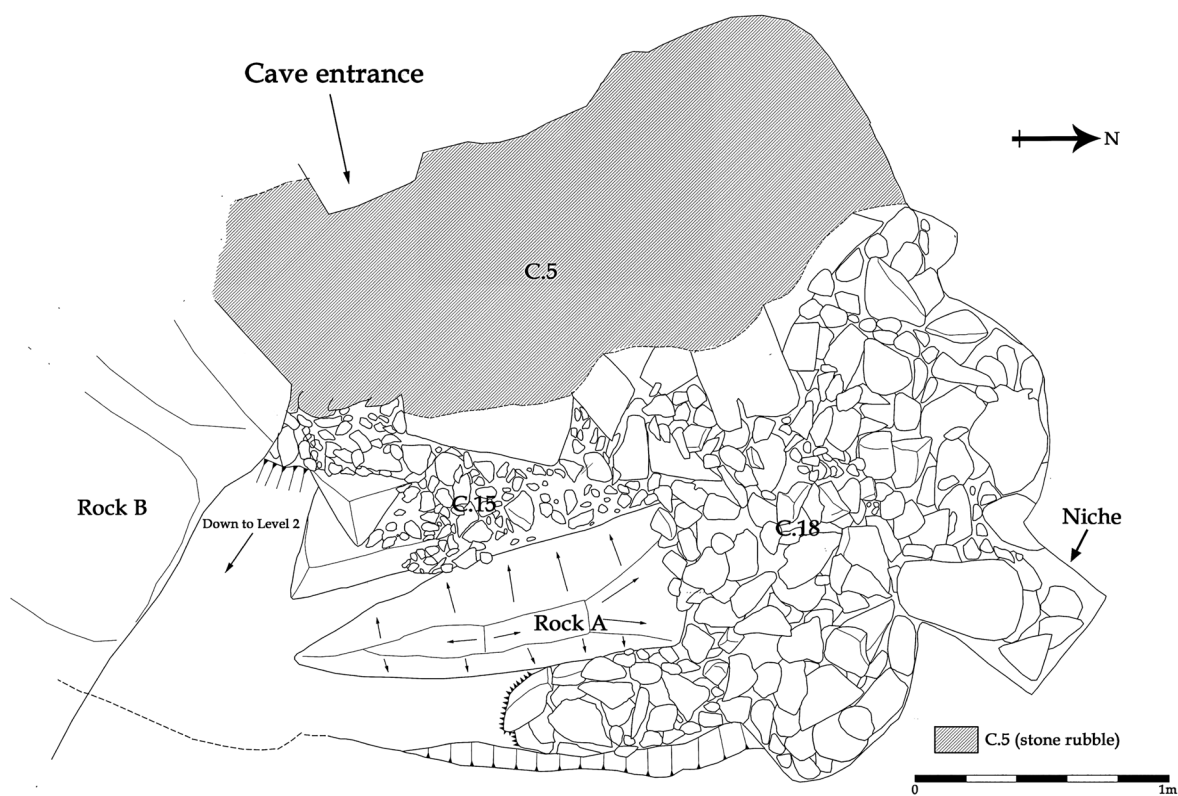 Cave entrance
N
C.5
Rock B
Down to Level 2
C.15
C.18
Niche
Rock A
C.5 (stone rubble)
0
1m